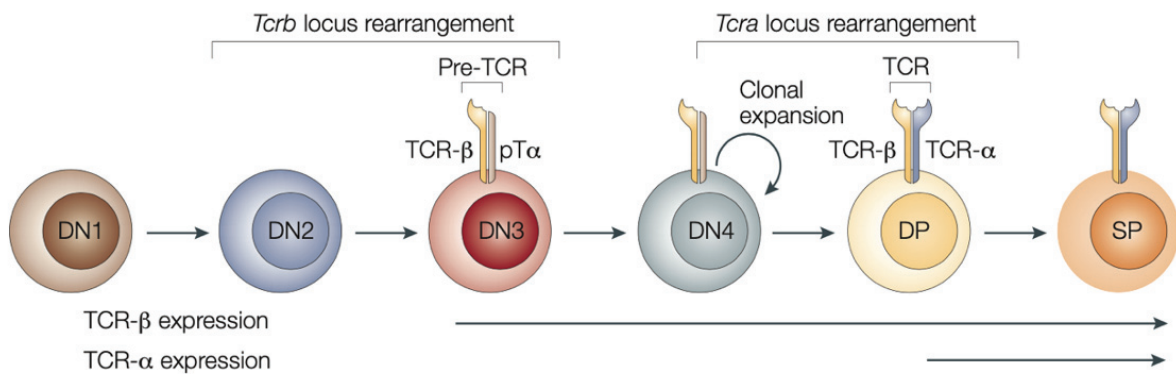 Tcrb locus rearrangement
Tcra locus rearrangement
Pre-TCR
TCR
Clonal
expansion
TCR-β pTα
TCR-β TCR-α
DN1 DN2 DN3 DN4 DP SP
TCR-β expression
TCR-α expression